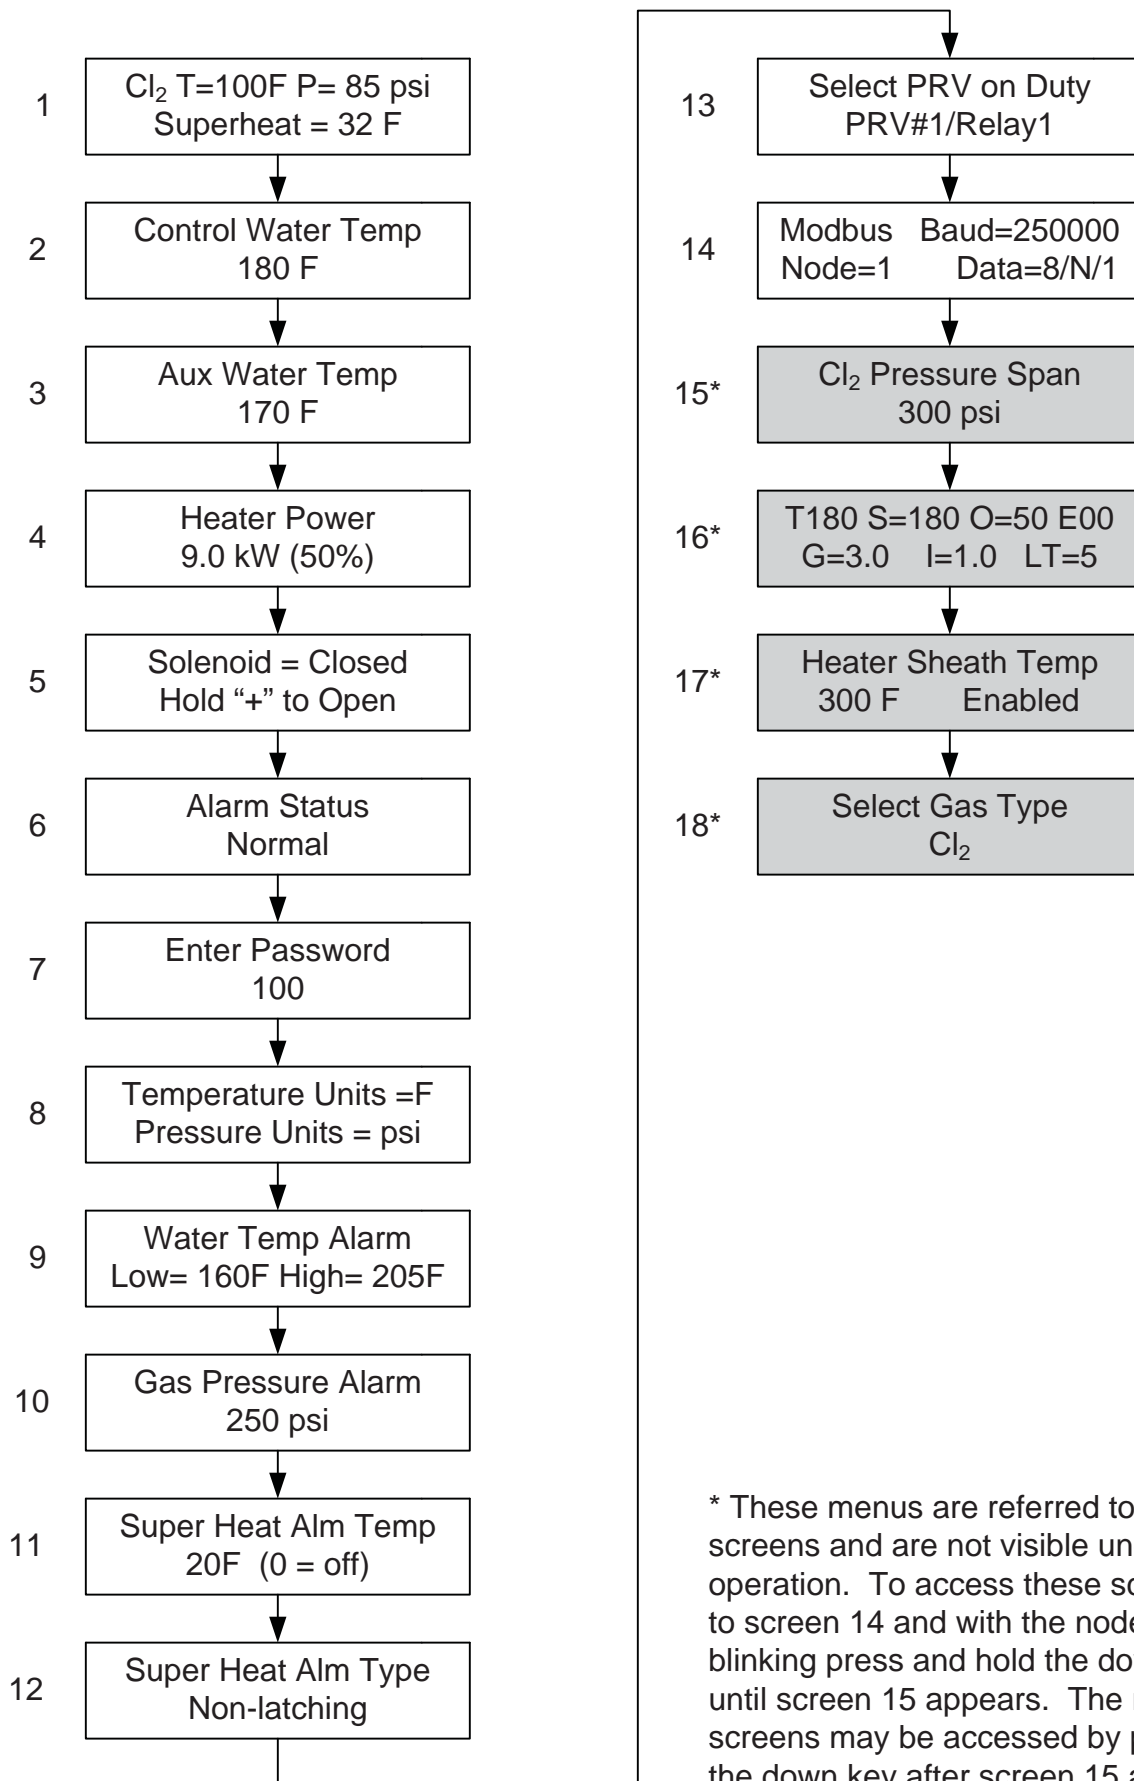 1
Cl₂ T=100F P= 85 psi
Superheat = 32 F
2
Control Water Temp
180 F
3
Aux Water Temp
170 F
4
Heater Power
9.0 kW (50%)
5
Solenoid = Closed
Hold “+” to Open
6
Alarm Status
Normal
7
Enter Password
100
8
Temperature Units =F
Pressure Units = psi
9
Water Temp Alarm
Low= 160F High= 205F
10
Gas Pressure Alarm
250 psi
11
Super Heat Alm Temp
20F (0 = off)
12
Super Heat Alm Type
Non-latching
13
Select PRV on Duty
PRV#1/Relay1
14
Modbus Baud=250000
Node=1 Data=8/N/1
15*
Cl₂ Pressure Span
300 psi
16*
T180 S=180 O=50 E00
G=3.0 I=1.0 LT=5
17*
Heater Sheath Temp
300 F Enabled
18*
Select Gas Type
Cl₂
* These menus are referred to
screens and are not visible
operation. To access these
to screen 14 and with the node
blinking press and hold the
until screen 15 appears. The
screens may be accessed by
the down key after screen 15